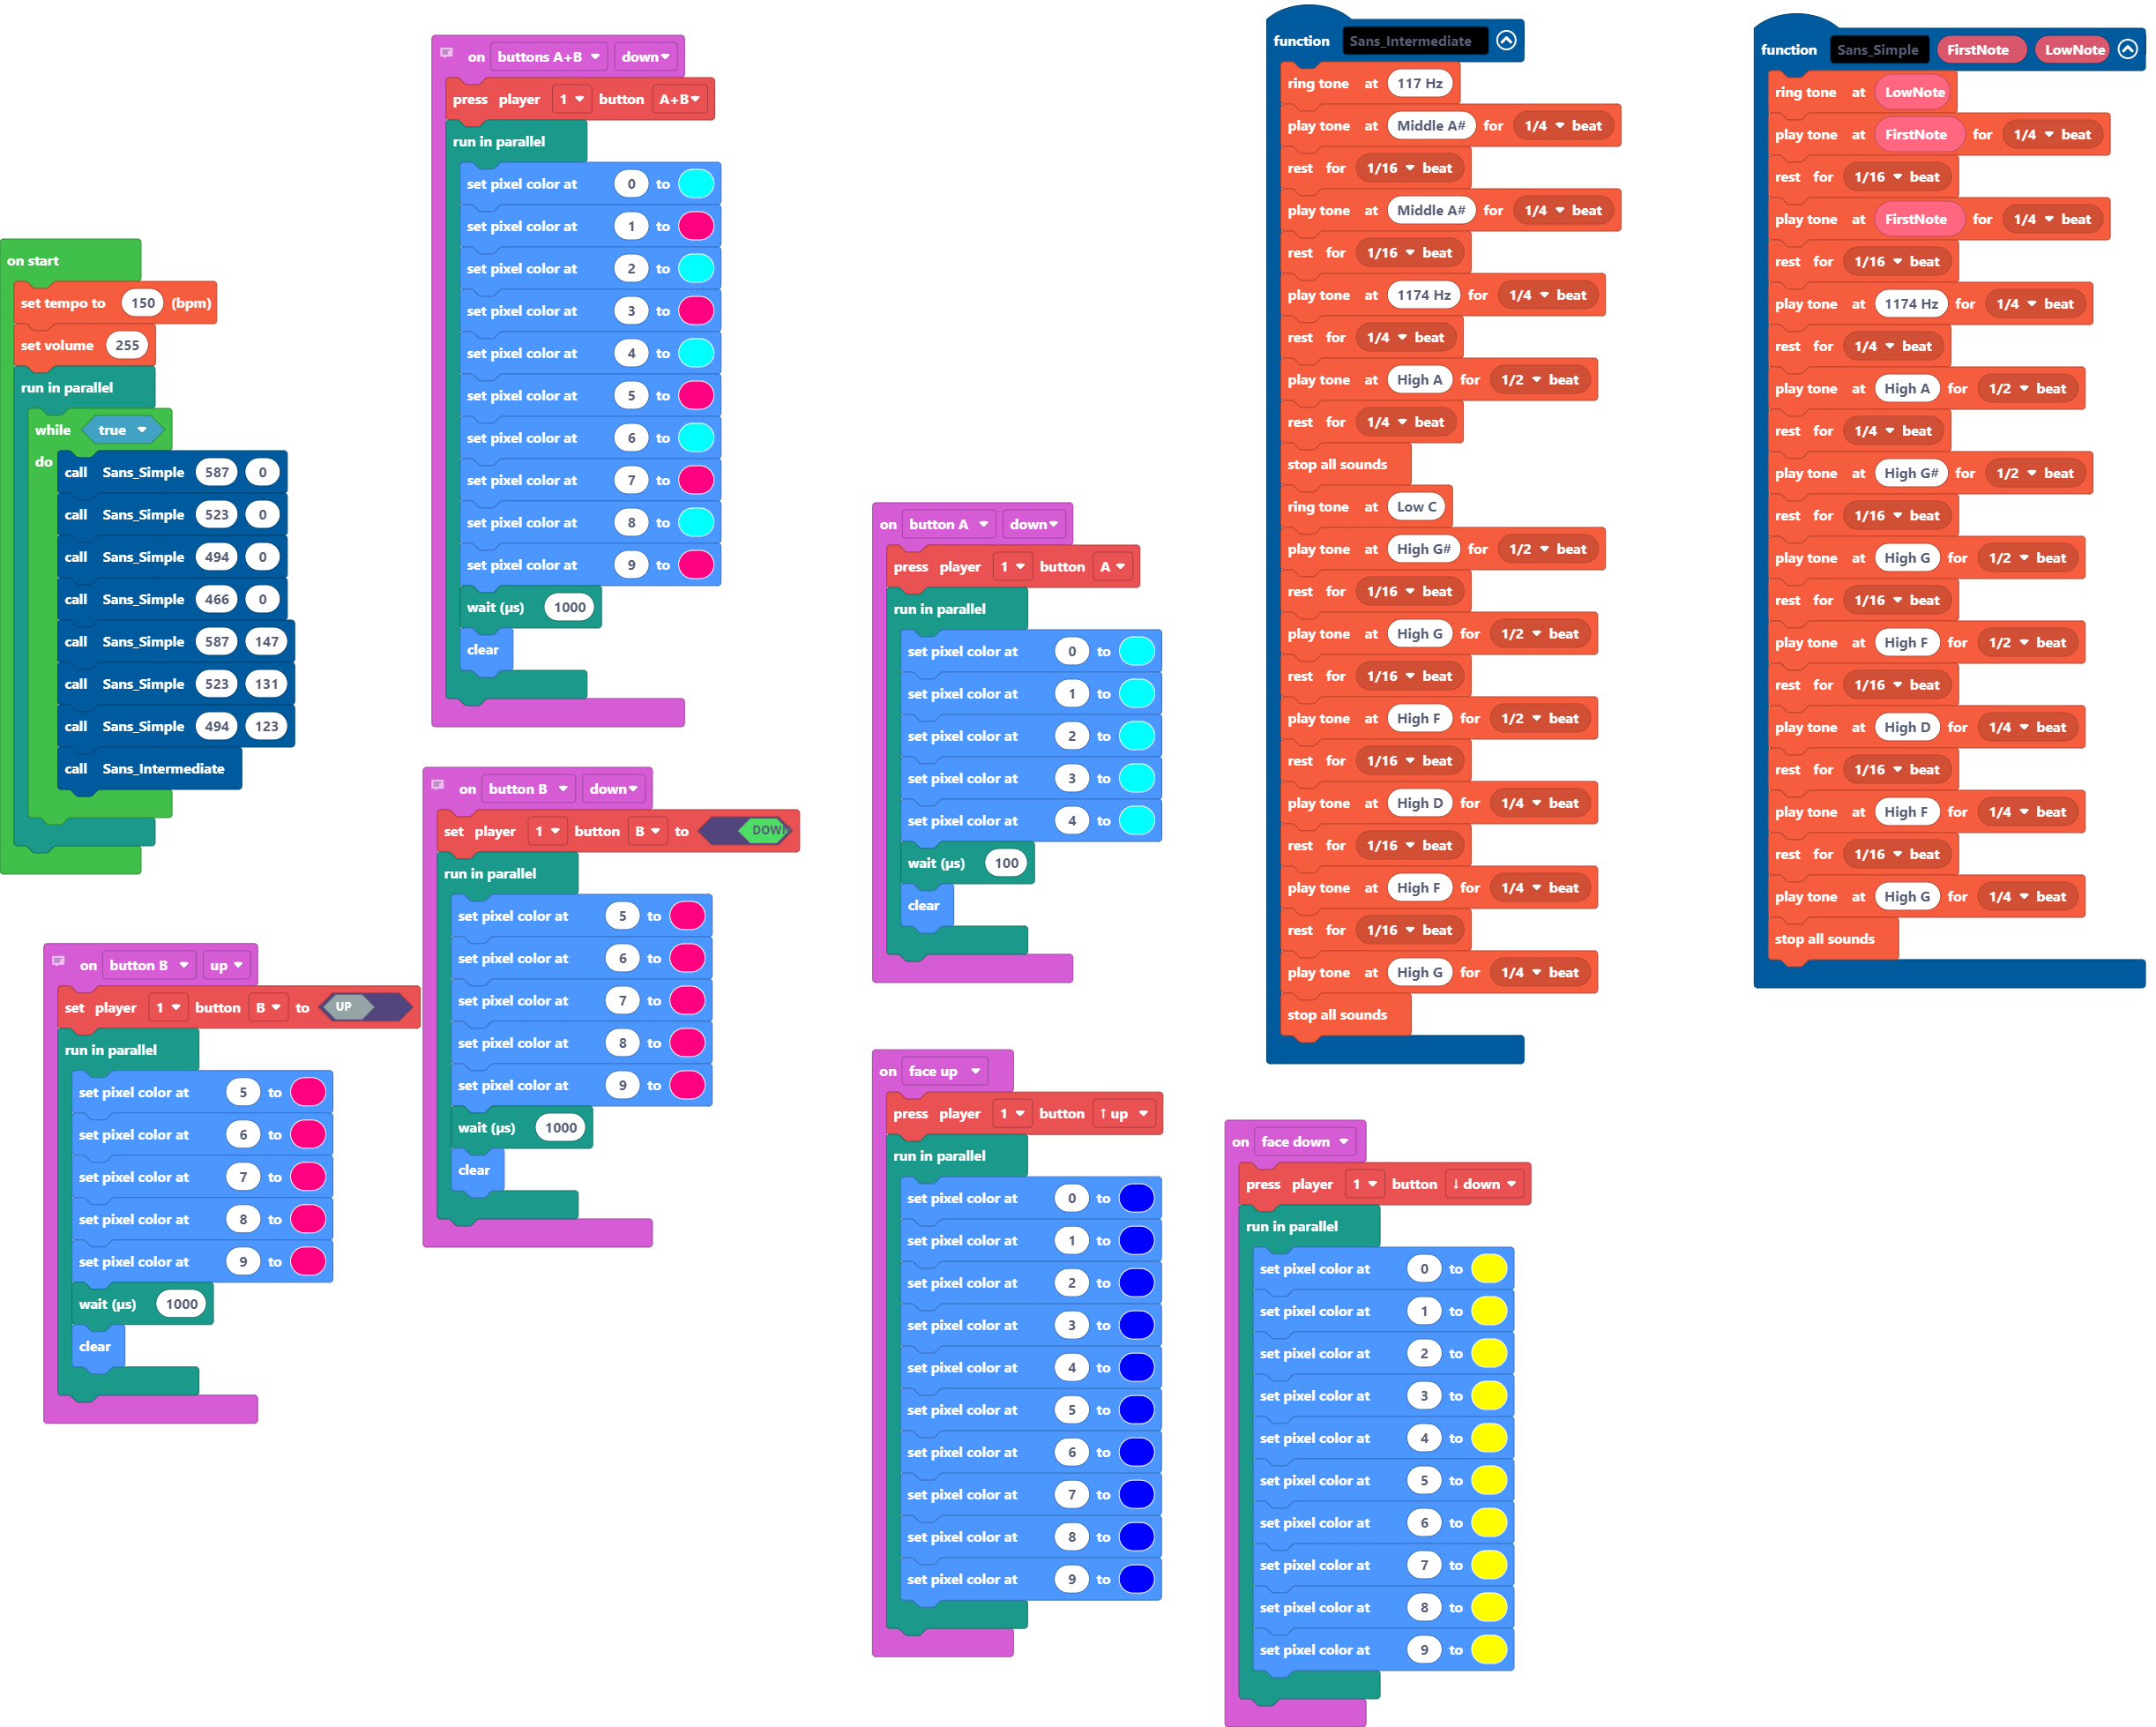 on start
set tempo to 150 (bpm)
set volume 255
run in parallel
while true
do
call Sans_Simple 587 0
call Sans_Simple 523 0
call Sans_Simple 494 0
call Sans_Simple 466 0
call Sans_Simple 587 147
call Sans_Simple 523 131
call Sans_Simple 494 123
call Sans_Intermediate
on button B up
set player 1 button B to UP
run in parallel
set pixel color at 5 to
set pixel color at 6 to
set pixel color at 7 to
set pixel color at 8 to
set pixel color at 9 to
wait (µs) 1000
clear
on buttons A+B down
press player 1 button A+B
run in parallel
set pixel color at 0 to
set pixel color at 1 to
set pixel color at 2 to
set pixel color at 3 to
set pixel color at 4 to
set pixel color at 5 to
set pixel color at 6 to
set pixel color at 7 to
set pixel color at 8 to
set pixel color at 9 to
wait (µs) 1000
clear
on button B down
set player 1 button B to DOWN
run in parallel
set pixel color at 5 to
set pixel color at 6 to
set pixel color at 7 to
set pixel color at 8 to
set pixel color at 9 to
wait (µs) 1000
clear
on button A down
press player 1 button A
run in parallel
set pixel color at 0 to
set pixel color at 1 to
set pixel color at 2 to
set pixel color at 3 to
set pixel color at 4 to
wait (µs) 100
clear
on face up
press player 1 button ↑ up
run in parallel
set pixel color at 0 to
set pixel color at 1 to
set pixel color at 2 to
set pixel color at 3 to
set pixel color at 4 to
set pixel color at 5 to
set pixel color at 6 to
set pixel color at 7 to
set pixel color at 8 to
set pixel color at 9 to
function Sans_Intermediate
ring tone at 117 Hz
play tone at Middle A# for 1/4 beat
rest for 1/16 beat
play tone at Middle A# for 1/4 beat
rest for 1/16 beat
play tone at 1174 Hz for 1/4 beat
rest for 1/4 beat
play tone at High A for 1/2 beat
rest for 1/4 beat
stop all sounds
ring tone at Low C
play tone at High G# for 1/2 beat
rest for 1/16 beat
play tone at High G for 1/2 beat
rest for 1/16 beat
play tone at High F for 1/2 beat
rest for 1/16 beat
play tone at High D for 1/4 beat
rest for 1/16 beat
play tone at High F for 1/4 beat
rest for 1/16 beat
play tone at High G for 1/4 beat
stop all sounds
on face down
press player 1 button ↓ down
run in parallel
set pixel color at 0 to
set pixel color at 1 to
set pixel color at 2 to
set pixel color at 3 to
set pixel color at 4 to
set pixel color at 5 to
set pixel color at 6 to
set pixel color at 7 to
set pixel color at 8 to
set pixel color at 9 to
function Sans_Simple FirstNote LowNote
ring tone at LowNote
play tone at FirstNote for 1/4 beat
rest for 1/16 beat
play tone at FirstNote for 1/4 beat
rest for 1/16 beat
play tone at 1174 Hz for 1/4 beat
rest for 1/4 beat
play tone at High A for 1/2 beat
rest for 1/4 beat
play tone at High G# for 1/2 beat
rest for 1/16 beat
play tone at High G for 1/2 beat
rest for 1/16 beat
play tone at High F for 1/2 beat
rest for 1/16 beat
play tone at High D for 1/4 beat
rest for 1/16 beat
play tone at High F for 1/4 beat
rest for 1/16 beat
play tone at High G for 1/4 beat
stop all sounds